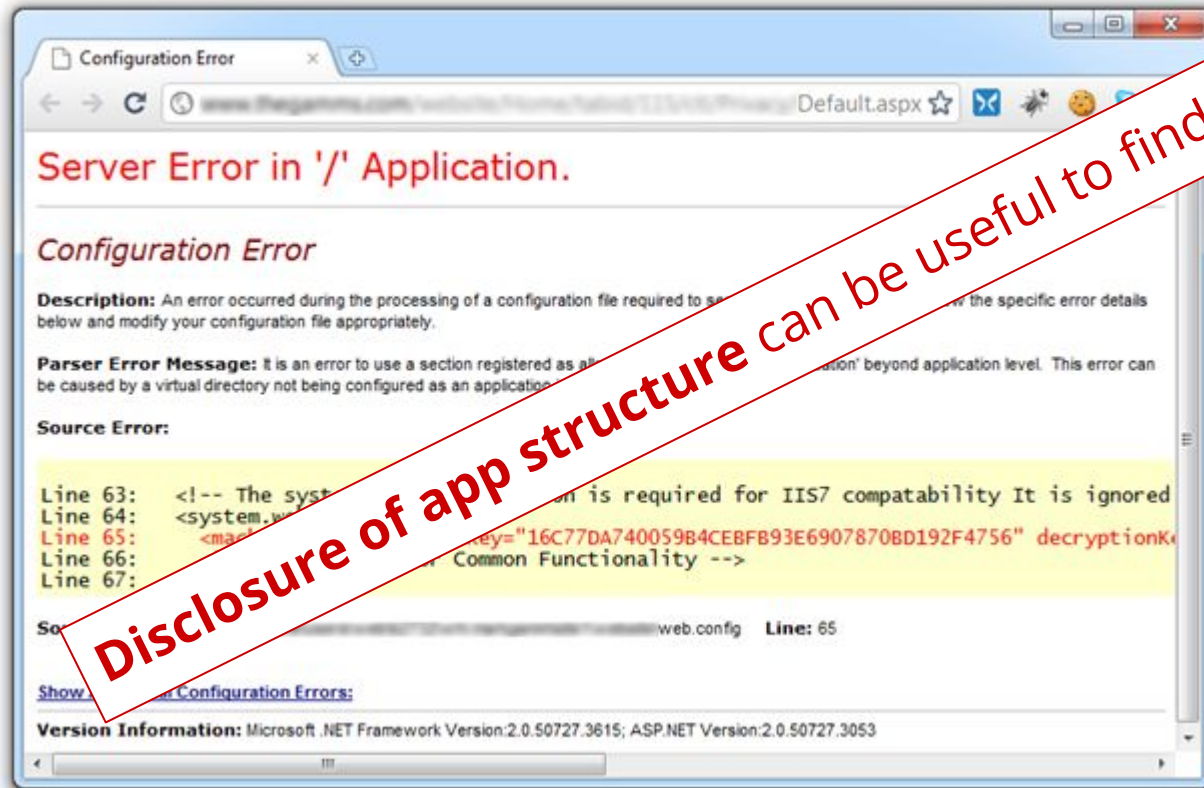 Configuration Error
Default.aspx
Server Error in '/' Application.
Configuration Error
Description: An error occurred during the processing of a configuration file required to the specific error details
below and modify your configuration file appropriately.
Parser Error Message: It is an error to use a section registered as beyond application level. This error can
be caused by a virtual directory not being configured as an application
Source Error:
Line 63: <!-- The is required for IIS7 compatability It is ignored
Line 64:
Line 65: ="16C77DA740059B4CEBFB93E6907870BD192F4756"
Line 66: Common Functionality -->
Line 67:
web.config Line: 65
Show Configuration Errors:
Version Information: Microsoft .NET Framework Version:2.0.50727.3615; ASP.NET Version:2.0.50727.3053
Disclosure of app structure can be useful to find